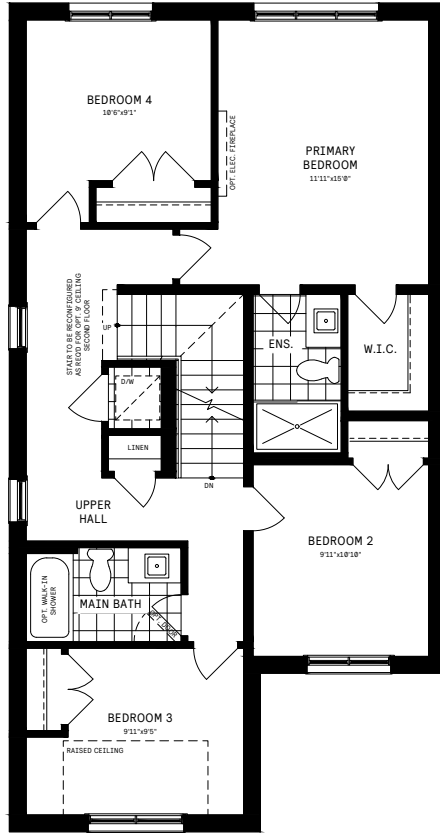 BEDROOM 4
10'6"x9'1"
OPT. ELEC. FIREPLACE
PRIMARY
BEDROOM
11'11"x15'0"
STAIR TO BE RECONFIGURED
AS REQ'D FOR OPT. 9' CEILING
SECOND FLOOR
UP
ENS.
W.I.C.
D/W
LINEN
DN
UPPER
HALL
BEDROOM 2
9'11"x10'10"
OPT. WALK-IN
SHOWER
MAIN BATH
OPT. DOOR
BEDROOM 3
9'11"x9'5"
RAISED CEILING